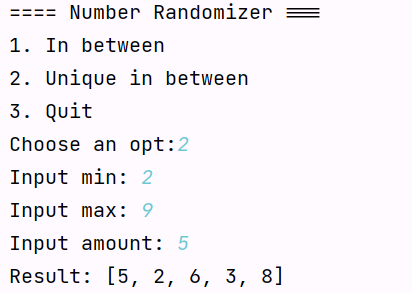 ==== Number Randomizer ====
1. In between
2. Unique in between
3. Quit
Choose an opt:2
Input min: 2
Input max: 9
Input amount: 5
Result: [5, 2, 6, 3, 8]